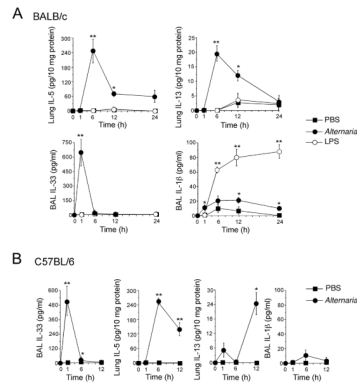 A BALB/c
Lung IL-5 (pg/10 mg protein)
300
240
180
120
60
0
**
*
0 1 6 12 24
Time (h)
Lung IL-13 (pg/10 mg protein)
25
20
15
10
5
0
**
*
0 1 6 12 24
Time (h)
PBS
Alternaria
LPS
BAL IL-33 (pg/ml)
750
600
450
300
150
0
**
0 1 6 12 24
Time (h)
BAL IL-1β (pg/ml)
100
80
60
40
20
0
** ** **
* * * *
0 1 6 12 24
Time (h)
B C57BL/6
BAL IL-33 (pg/ml)
600
480
360
240
120
0
**
*
0 1 6 12
Time (h)
Lung IL-5 (pg/10 mg protein)
300
250
200
150
100
50
0
**
**
0 1 6 12
Time (h)
Lung IL-13 (pg/10 mg protein)
30
25
20
15
10
5
0
*
0 1 6 12
Time (h)
BAL IL-1β (pg/ml)
100
80
60
40
20
0
0 1 6 12
Time (h)
PBS
Alternaria